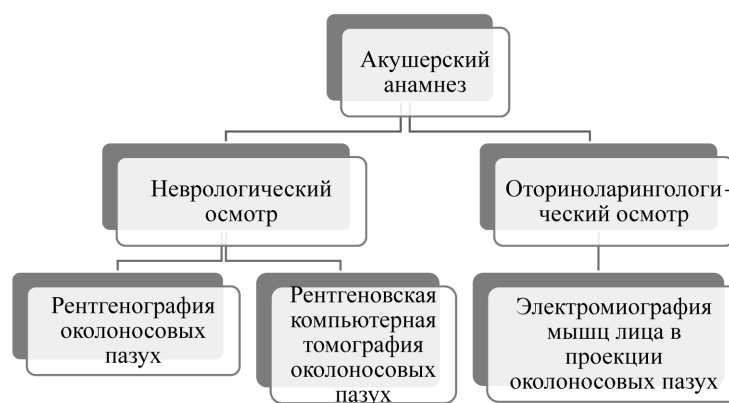 Акушерский
анамнез
Неврологический
осмотр
Оториноларингологи-
ческий осмотр
Рентгенография
околоносовых
пазух
Рентгеновская
компьютерная
томография
околоносовых
пазух
Электромиография
мышц лица в
проекции
околоносовых пазух